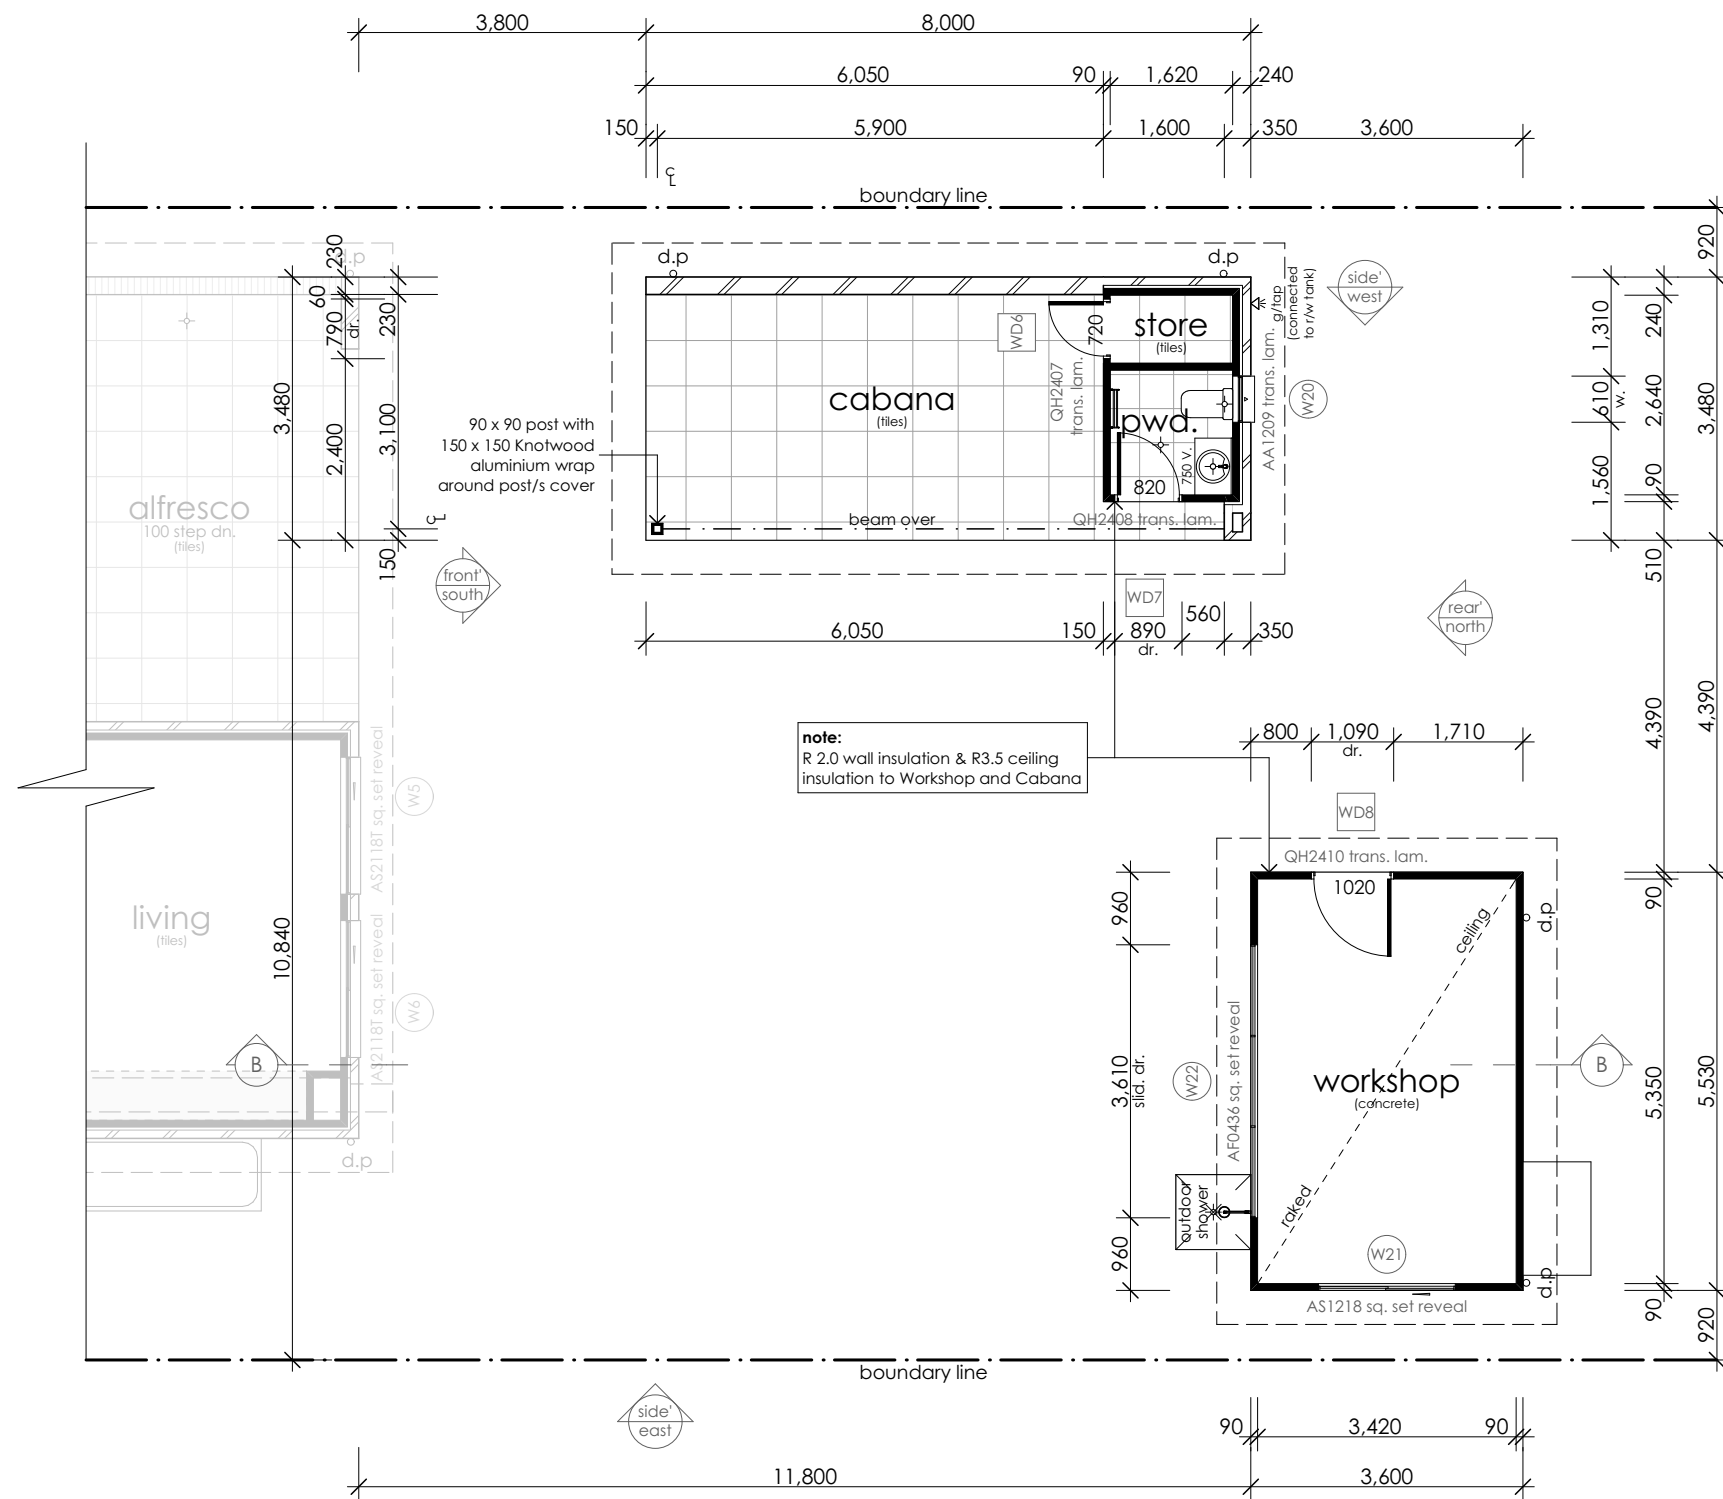 3,800
8,000
6,050
90
1,620
240
150
5,900
1,600
350
3,600
C
L
boundary line
230
d.p
60
790
dr.
230
3,480
2,400
3,100
150
C
L
d.p
d.p
side'
west
g/tap
(connected
to r/w tank)
WD6
720
store
(tiles)
QH2407
trans. lam.
cabana
(tiles)
pwd.
750 V.
820
AA1209 trans. lam.
W20
90 x 90 post with
150 x 150 Knotwood
aluminium wrap
around post/s cover
beam over
QH2408 trans. lam.
920
1,310
240
610
w.
2,640
3,480
1,560
90
510
alfresco
100 step dn.
(tiles)
front'
south
WD7
6,050
150
890
dr.
560
350
rear'
north
4,390
4,390
note:
R 2.0 wall insulation & R3.5 ceiling
insulation to Workshop and Cabana
800
1,090
dr.
1,710
WD8
QH2410 trans. lam.
1020
AS2118T sq. set reveal
W5
living
(tiles)
AS2118T sq. set reveal
W6
10,840
B
d.p
960
3,610
slid. dr.
960
W22
AF0436 sq. set reveal
outdoor
shower
ceiling
raked
workshop
(concrete)
W21
AS1218 sq. set reveal
d.p
d.p
B
90
5,350
5,530
90
920
boundary line
side'
east
90
3,420
90
11,800
3,600